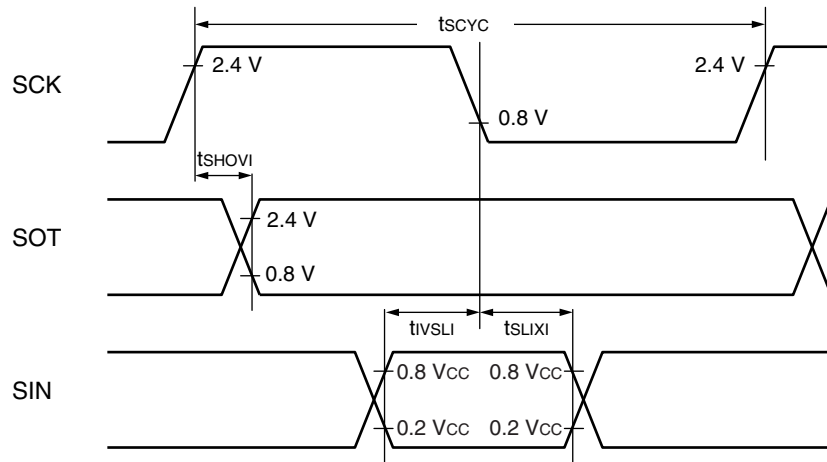 tSCYC
SCK
2.4 V
2.4 V
0.8 V
tSHOVI
SOT
2.4 V
0.8 V
tIVSLI
tSLIXI
SIN
0.8 VCC
0.8 VCC
0.2 VCC
0.2 VCC